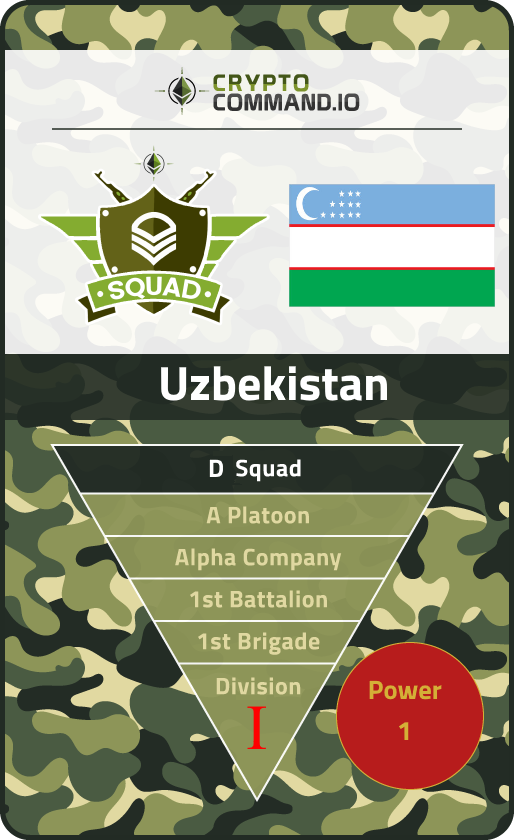 CRYPTO
COMMAND.IO
SQUAD
Uzbekistan
D Squad
A Platoon
Alpha Company
1st Battalion
1st Brigade
Division
I
Power
1